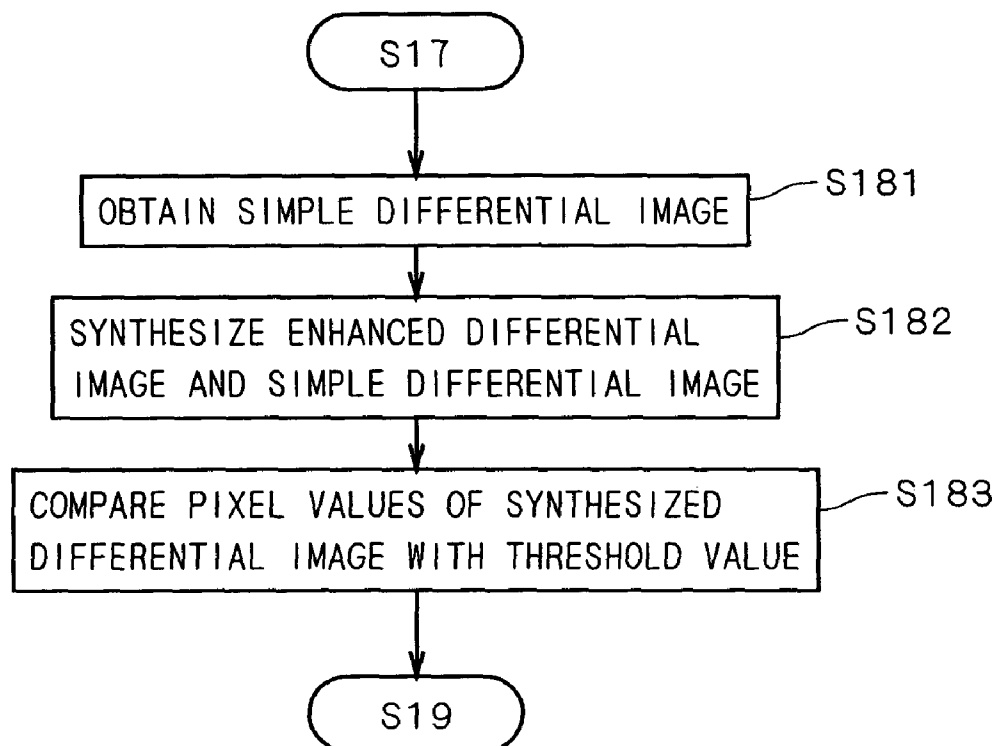 S17
OBTAIN SIMPLE DIFFERENTIAL IMAGE
S181
SYNTHESIZE ENHANCED DIFFERENTIAL
IMAGE AND SIMPLE DIFFERENTIAL IMAGE
S182
COMPARE PIXEL VALUES OF SYNTHESIZED
DIFFERENTIAL IMAGE WITH THRESHOLD VALUE
S183
S19